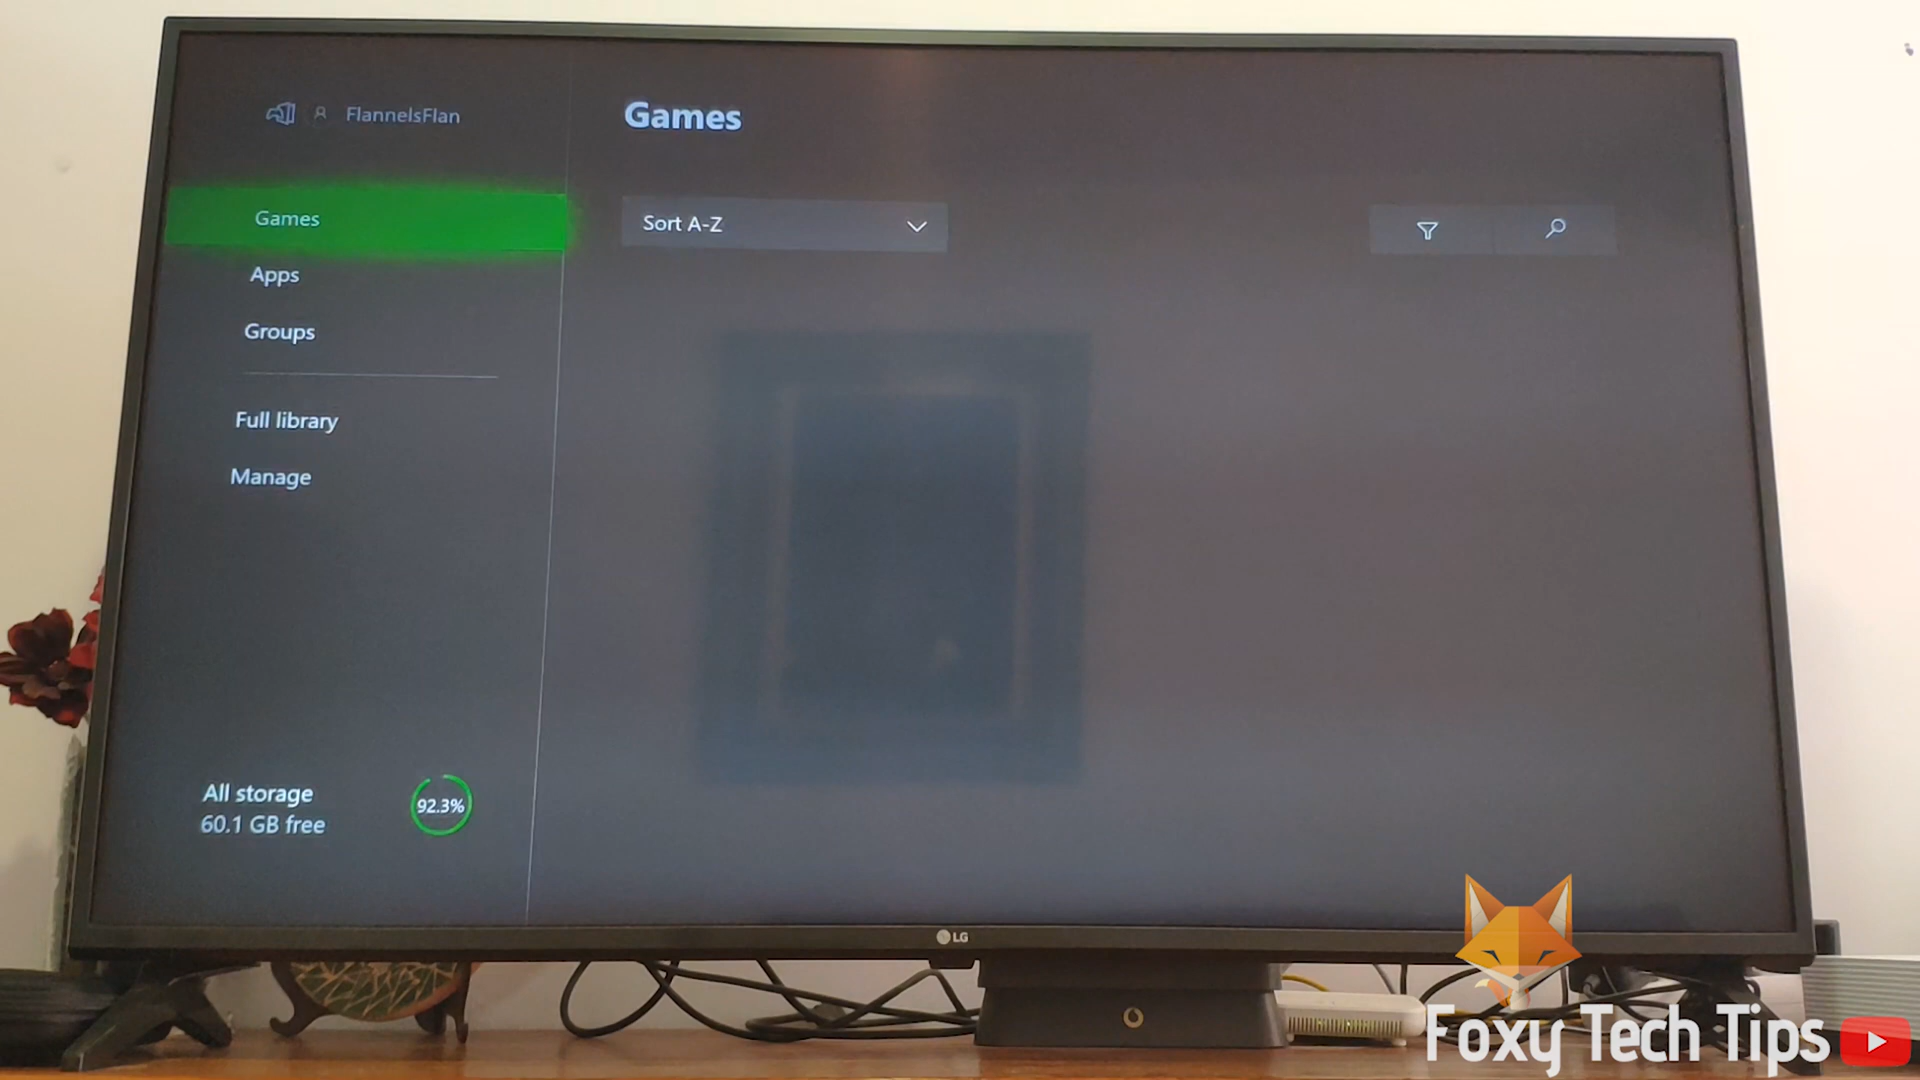 FlannelsFlan
Games
Games
Sort A-Z
Apps
Groups
Full library
Manage
All storage
60.1 GB free
92.3%
LG
Foxy Tech Tips